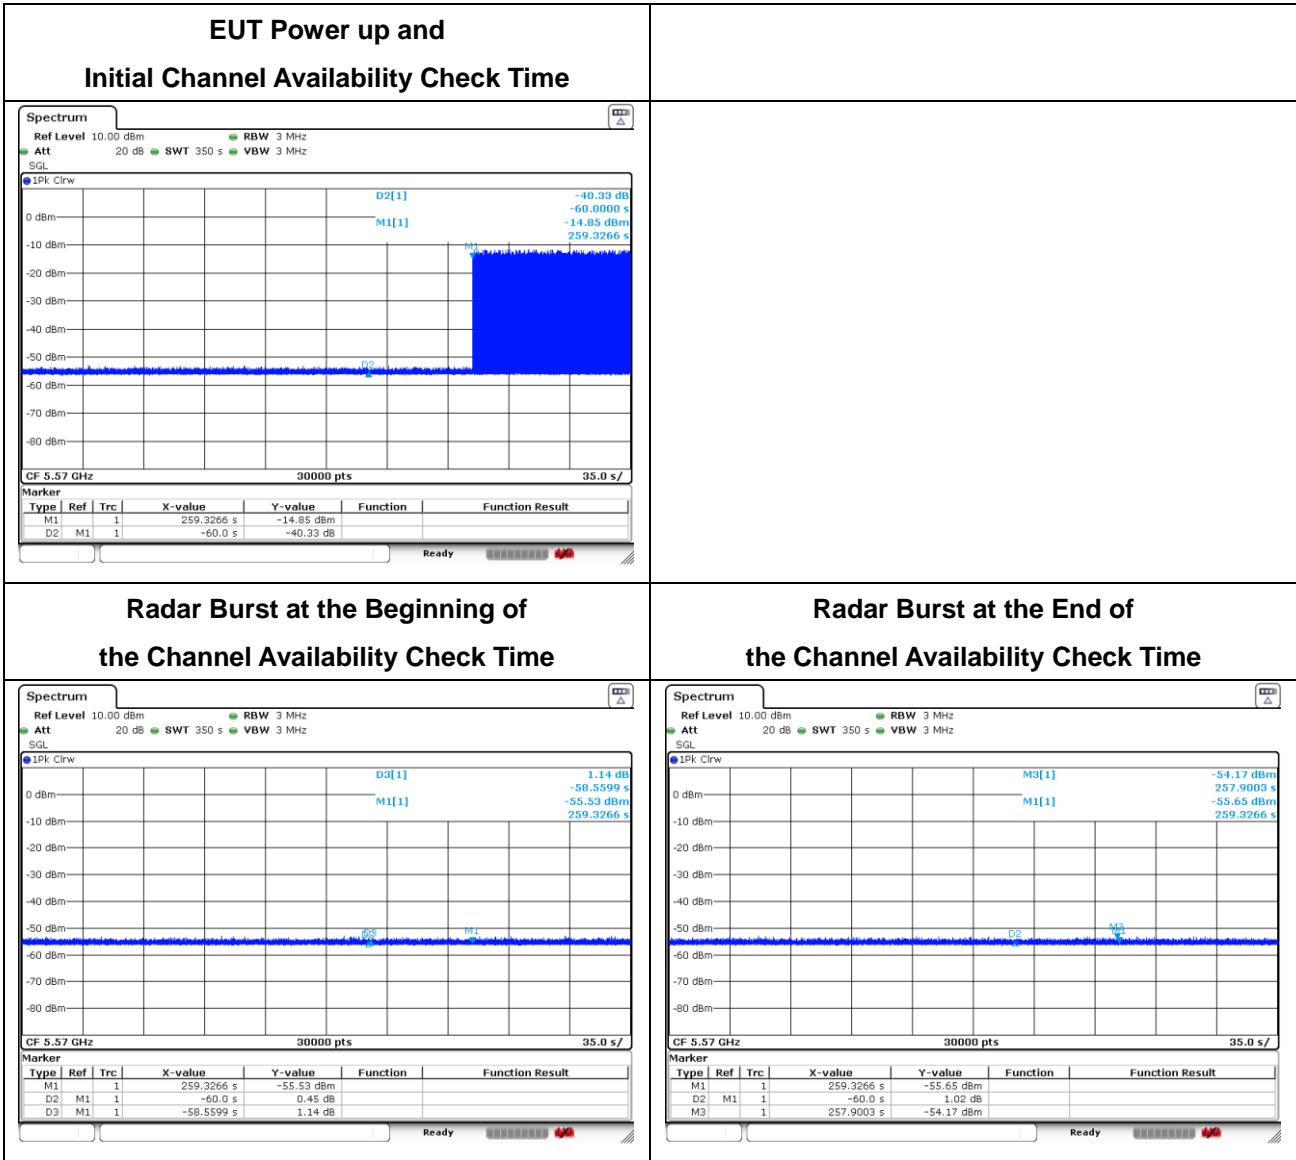 EUT Power up and
Initial Channel Availability Check Time
Spectrum
Ref Level 10.00 dBm RBW 3 MHz
Att 20 dB SWT 350 s VBW 3 MHz
SGL
1Pk Clrw
D2[1] -40.33 dB
-60.0000 s
0 dBm
M1[1] -14.85 dBm
259.3266 s
-10 dBm
M1
-20 dBm
-30 dBm
-40 dBm
-50 dBm
D2
-60 dBm
-70 dBm
-80 dBm
CF 5.57 GHz 30000 pts 35.0 s/
Marker
Type Ref Trc X-value Y-value Function Function Result
M1 1 259.3266 s -14.85 dBm
D2 M1 1 -60.0 s -40.33 dB
Ready
Radar Burst at the Beginning of
the Channel Availability Check Time
Spectrum
Ref Level 10.00 dBm RBW 3 MHz
Att 20 dB SWT 350 s VBW 3 MHz
SGL
1Pk Clrw
D3[1] 1.14 dB
-58.5599 s
0 dBm
M1[1] -55.53 dBm
259.3266 s
-10 dBm
-20 dBm
-30 dBm
-40 dBm
-50 dBm
M1
-60 dBm
-70 dBm
-80 dBm
CF 5.57 GHz 30000 pts 35.0 s/
Marker
Type Ref Trc X-value Y-value Function Function Result
M1 1 259.3266 s -55.53 dBm
D2 M1 1 -60.0 s 0.45 dB
D3 M1 1 -58.5599 s 1.14 dB
Ready
Radar Burst at the End of
the Channel Availability Check Time
Spectrum
Ref Level 10.00 dBm RBW 3 MHz
Att 20 dB SWT 350 s VBW 3 MHz
SGL
1Pk Clrw
M3[1] -54.17 dBm
257.9003 s
0 dBm
M1[1] -55.65 dBm
259.3266 s
-10 dBm
-20 dBm
-30 dBm
-40 dBm
-50 dBm
D2
-60 dBm
-70 dBm
-80 dBm
CF 5.57 GHz 30000 pts 35.0 s/
Marker
Type Ref Trc X-value Y-value Function Function Result
M1 1 259.3266 s -55.65 dBm
D2 M1 1 -60.0 s 1.02 dB
M3 1 257.9003 s -54.17 dBm
Ready